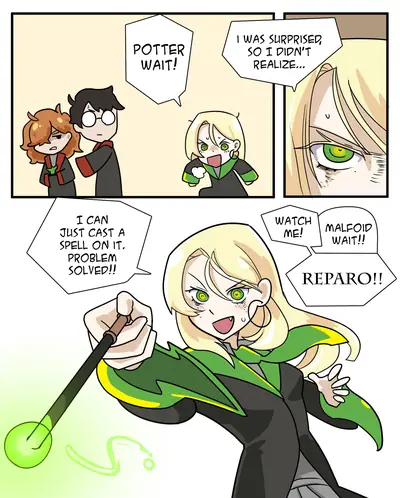 POTTER
WAIT!
I WAS SURPRISED,
SO I DIDN'T
REALIZE...
I CAN
JUST CAST A
SPELL ON IT.
PROBLEM
SOLVED!!
WATCH
ME!
MALFOID
WAIT!!
REPARO!!